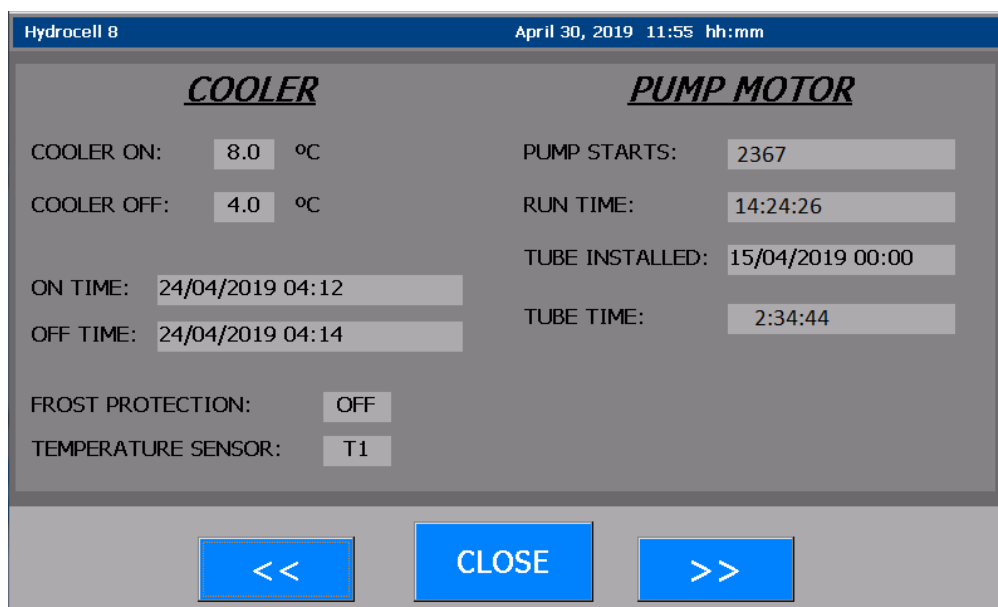 Hydrocell 8 April 30, 2019 11:55 hh:mm
COOLER
COOLER ON: 8.0 ºC
COOLER OFF: 4.0 ºC
ON TIME: 24/04/2019 04:12
OFF TIME: 24/04/2019 04:14
FROST PROTECTION: OFF
TEMPERATURE SENSOR: T1
PUMP MOTOR
PUMP STARTS: 2367
RUN TIME: 14:24:26
TUBE INSTALLED: 15/04/2019 00:00
TUBE TIME: 2:34:44
<< CLOSE >>